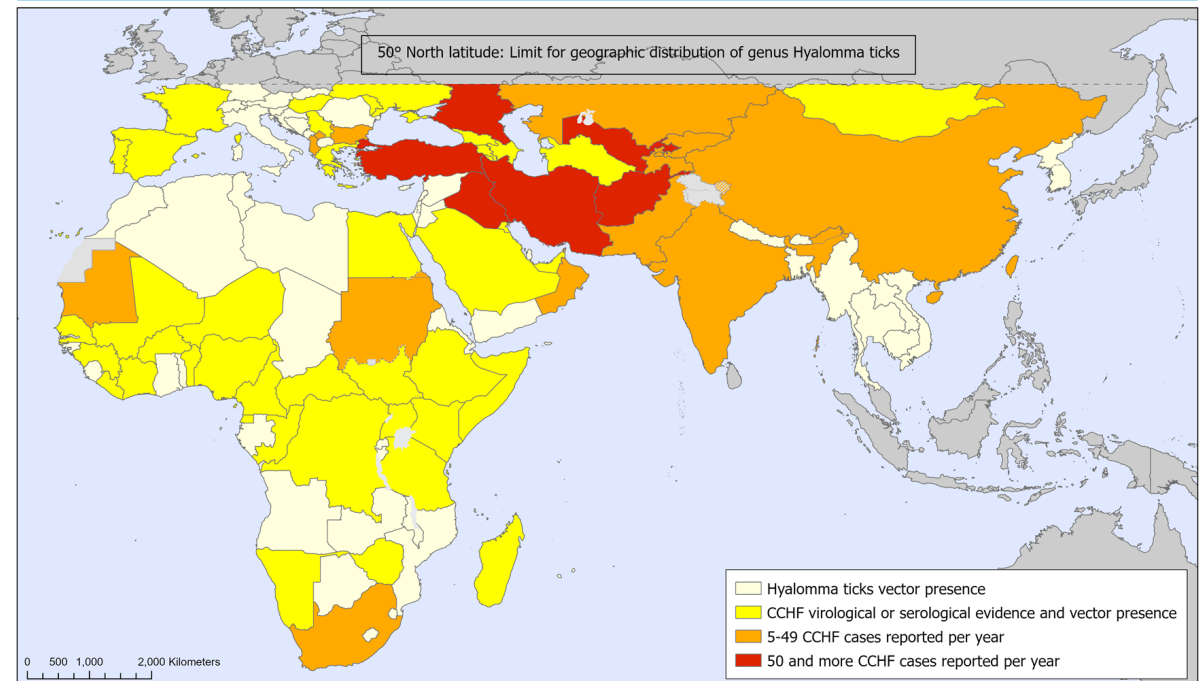 50° North latitude: Limit for geographic distribution of genus Hyalomma ticks
Hyalomma ticks vector presence
CCHF virological or serological evidence and vector presence
5-49 CCHF cases reported per year
50 and more CCHF cases reported per year
0 500 1,000 2,000 Kilometers